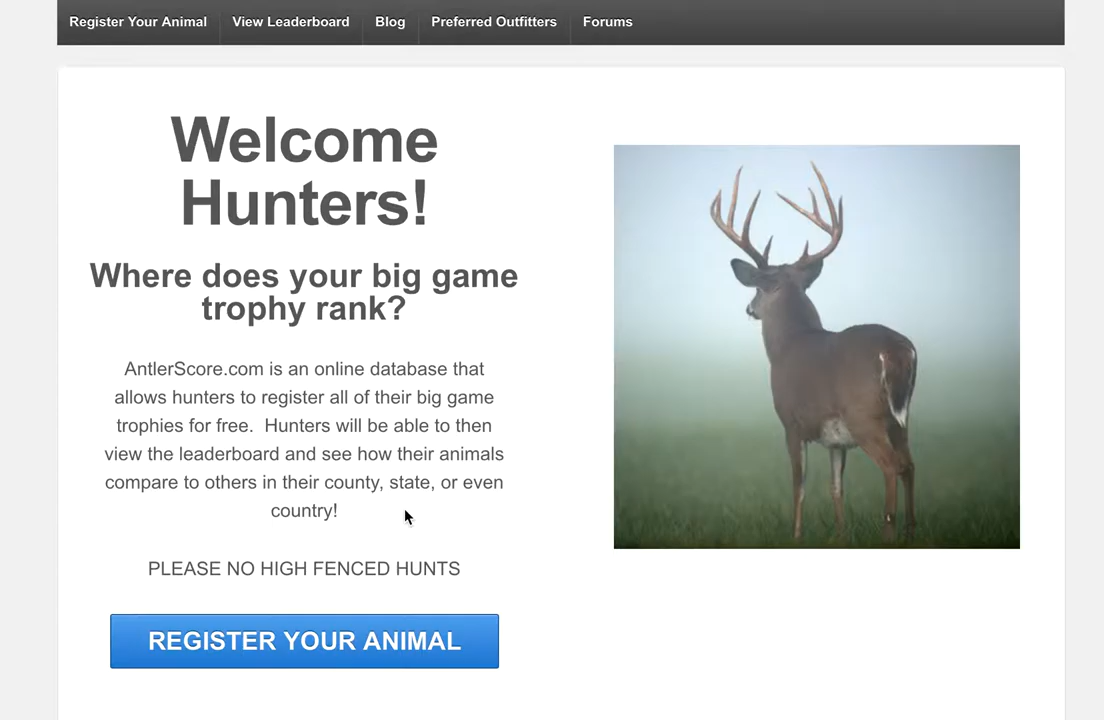 Register Your Animal View Leaderboard Blog Preferred Outfitters Forums
Welcome
Hunters!
Where does your big game
trophy rank?
AntlerScore.com is an online database that
allows hunters to register all of their big game
trophies for free.  Hunters will be able to then
view the leaderboard and see how their animals
compare to others in their county, state, or even
country!
PLEASE NO HIGH FENCED HUNTS
REGISTER YOUR ANIMAL